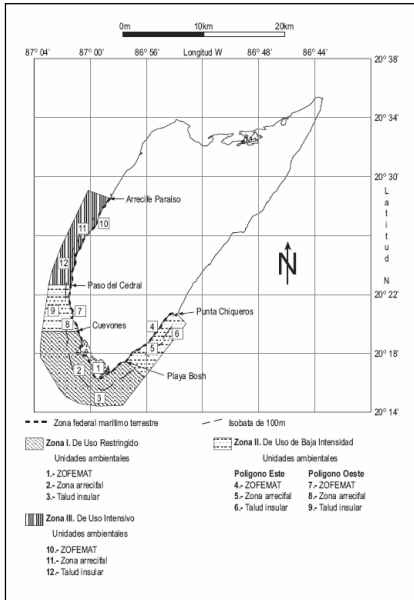 0m 10km 20km
87° 04' 87° 00' 86° 56' Longitud W 86° 48' 86° 44'
20° 38'
20° 34'
20° 30'
Latitud N
20° 22'
20° 18'
20° 14'
Arrecife Paraíso
10
11
12
Paso del Cedral
N
9 7
Punta Chiqueros
8 Cuevones
4
6
5
2 1
Playa Bosh
3
Zona federal marítimo terrestre
Isobata de 100m
Zona I. De Uso Restringido
Unidades ambientales
1.- ZOFEMAT
2.- Zona arrecifal
3.- Talud insular
Zona II. De Uso de Baja Intensidad
Unidades ambientales
Polígono Este Polígono Oeste
4.- ZOFEMAT 7.- ZOFEMAT
5.- Zona arrecifal 8.- Zona arrecifal
6.- Talud insular 9.- Talud insular
Zona III. De Uso Intensivo
Unidades ambientales
10.- ZOFEMAT
11.- Zona arrecifal
12.- Talud insular